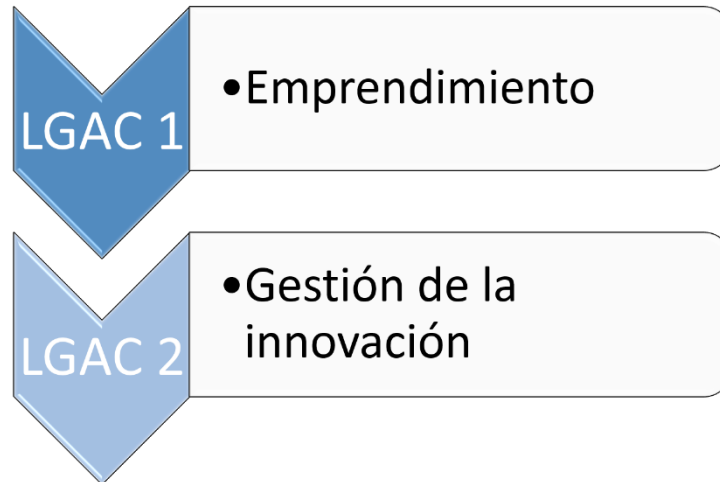 LGAC 1
•Emprendimiento
LGAC 2
•Gestión de la
innovación